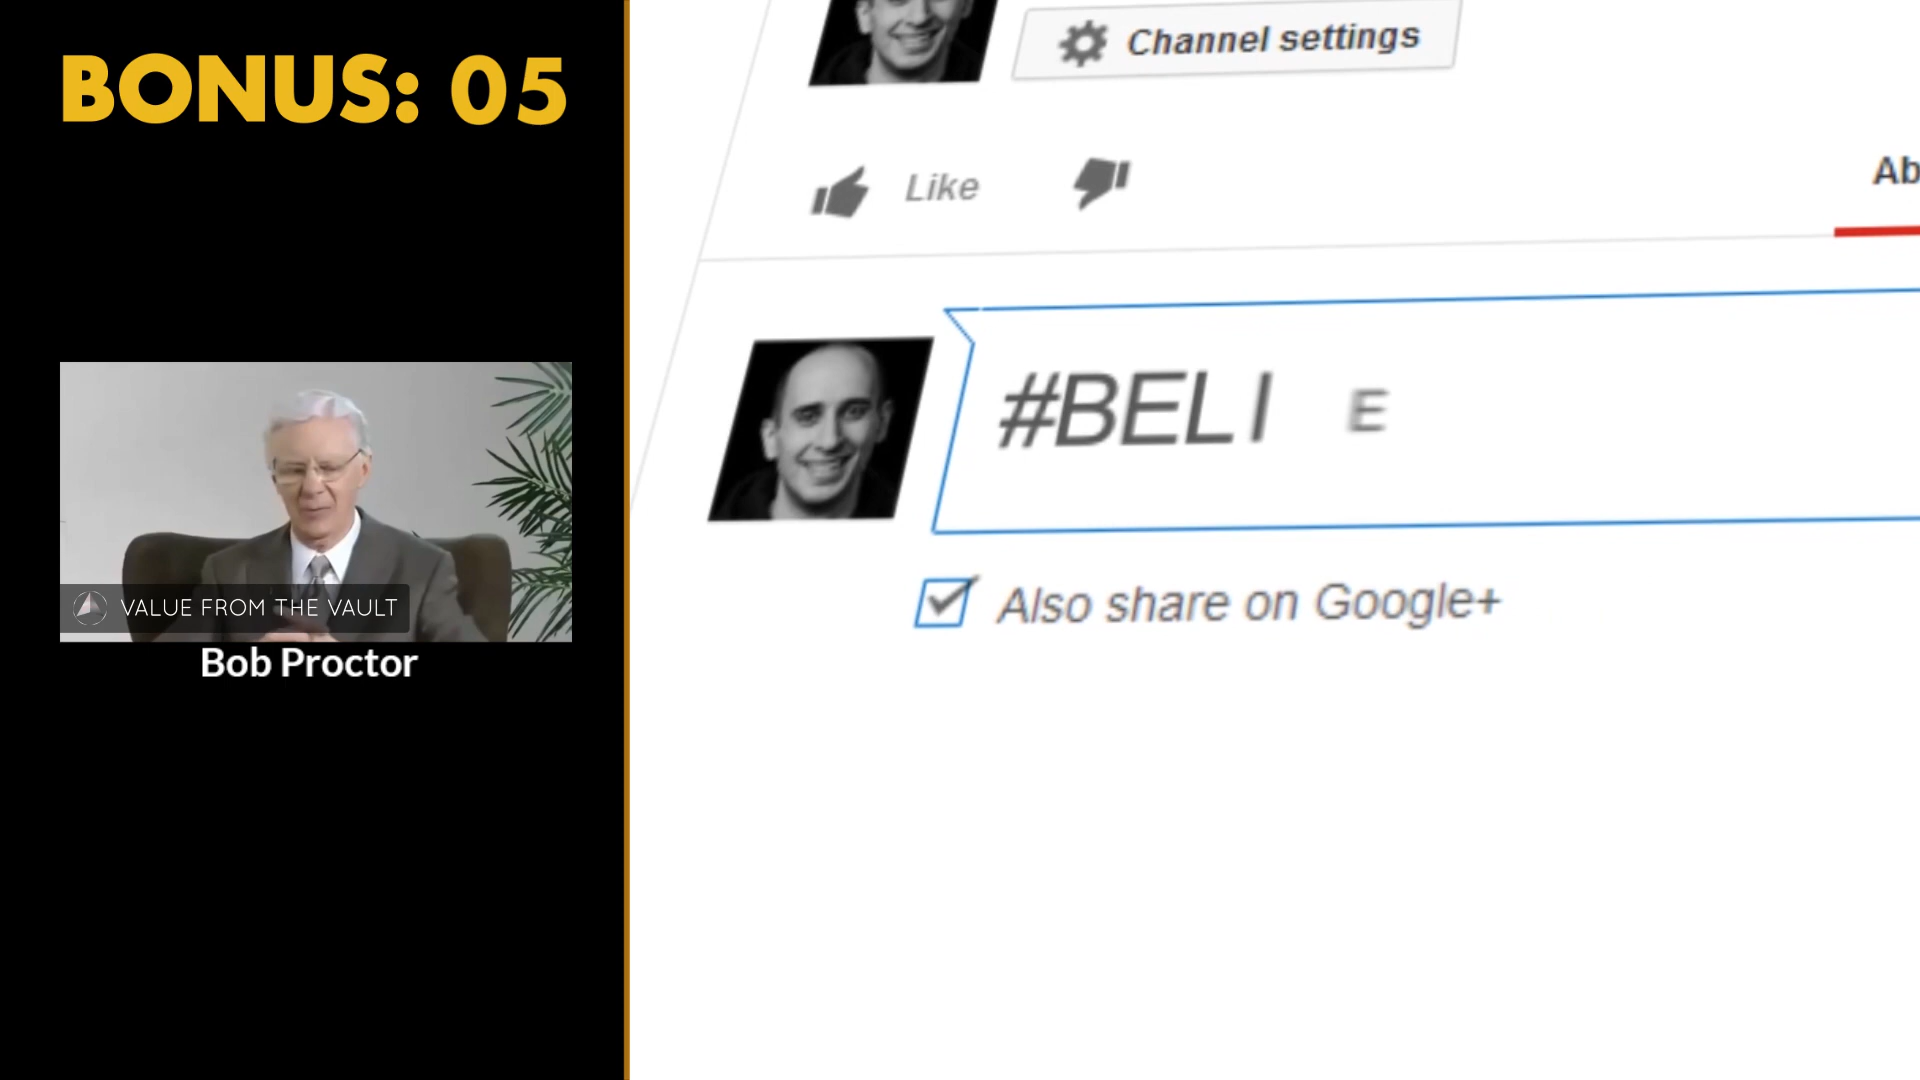 BONUS: 05
VALUE FROM THE VAULT
Bob Proctor
Channel settings
Like
Ab
#BELI E
Also share on Google+